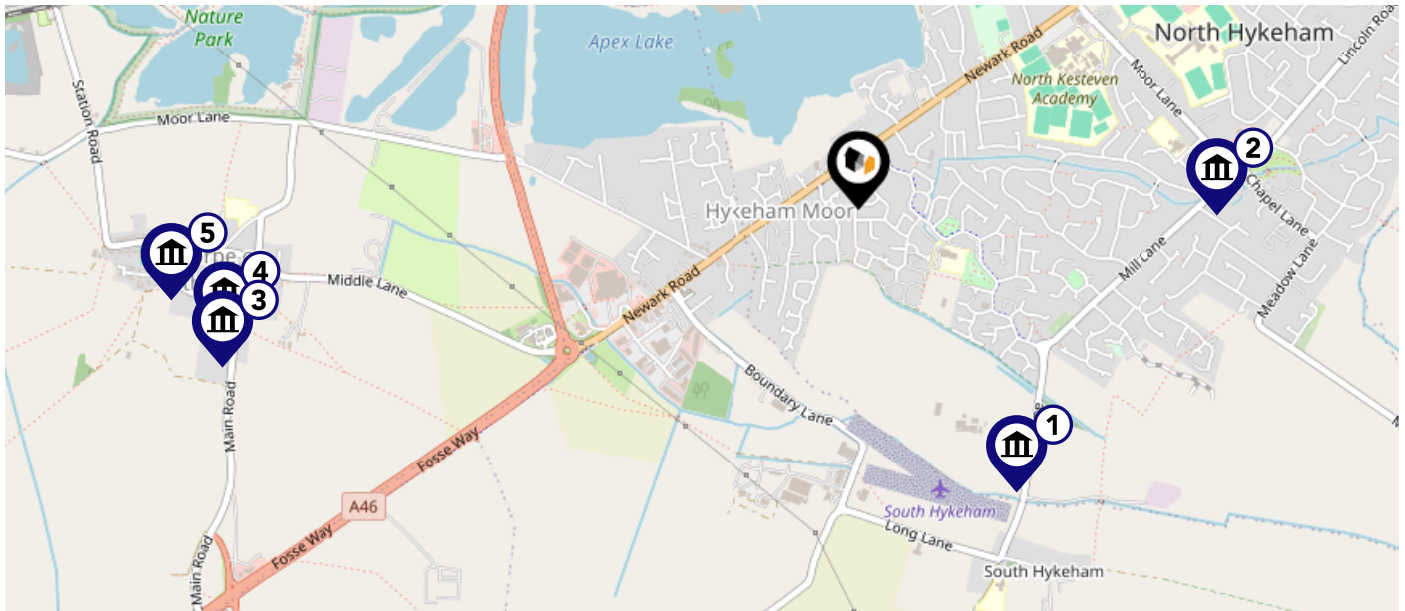 Nature
Park
Apex Lake
North Hykeham
Lincoln Road
Newark Road
North Kesteven
Academy
Moor Lane
Station Road
Moor Lane
2
Chapel Lane
Hykeham Moor
5
4
3
Mill Lane
Meadow Lane
Middle Lane
Newark Road
Boundary Lane
Main Road
1
Fosse Way
A46
South Hykeham
Long Lane
Fosse Way
Main Road
South Hykeham